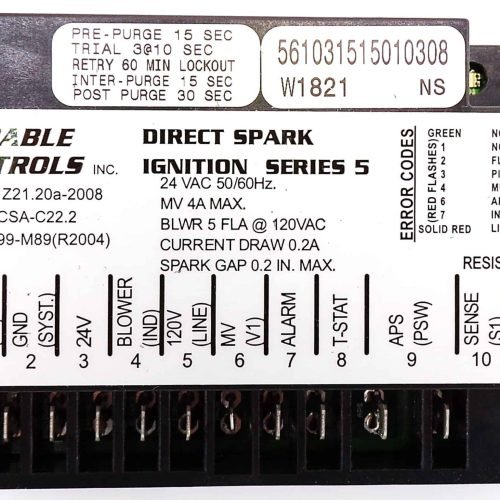 PRE-PURGE 15 SEC
TRIAL 3@10 SEC
RETRY 60 MIN LOCKOUT
INTER-PURGE 15 SEC
POST PURGE 30 SEC
561031515010308
W1821 NS
INC.
Z21.20a-2008
CSA-C22.2
99-M89(R2004)
DIRECT SPARK
IGNITION SERIES 5
24 VAC 50/60Hz.
MV 4A MAX.
BLWR 5 FLA @ 120VAC
CURRENT DRAW 0.2A
SPARK GAP 0.2 IN. MAX.
ERROR CODES
(RED FLASHES)
GREEN
1
2
3
4
6
7
SOLID RED
GND (SYST.)
24V
BLOWER (IND)
120V (LINE)
MV (V1)
ALARM
T-STAT
APS (PSW)
SENSE (S1)
2 3 4 5 6 7 8 9 10